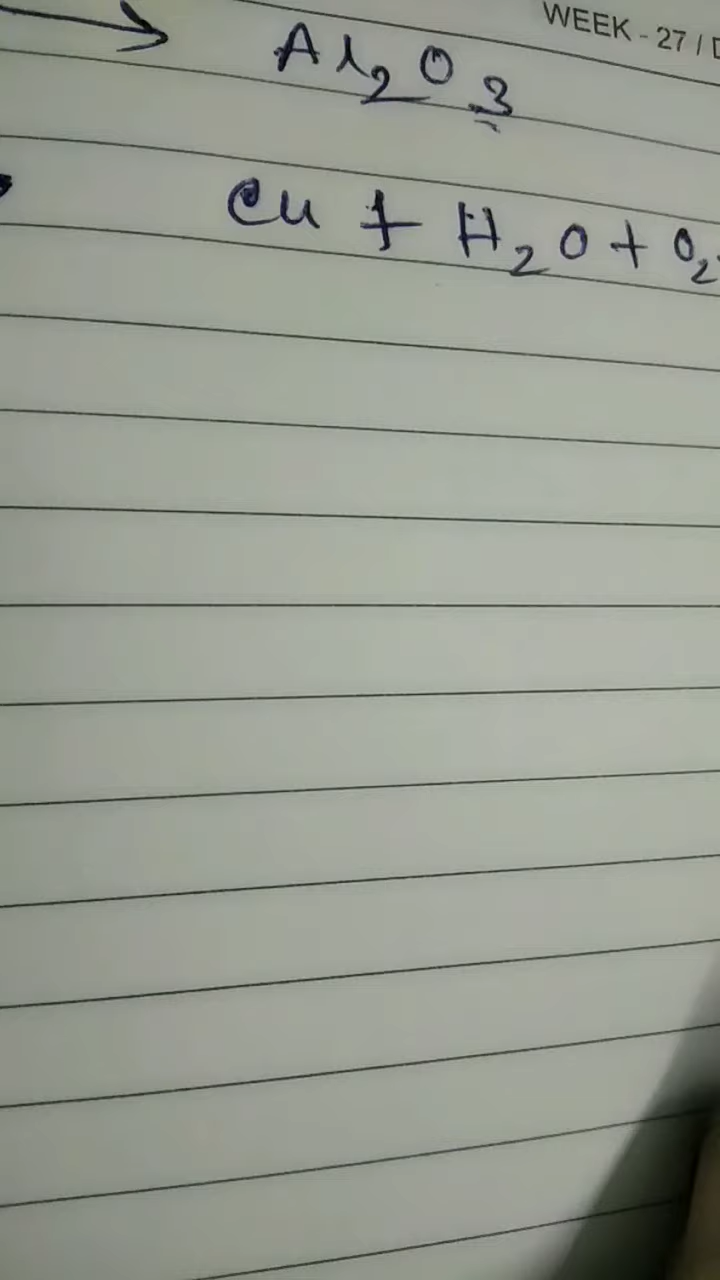 WEEK - 27 /
→ Al₂O₃
Cu + H₂O + O₂